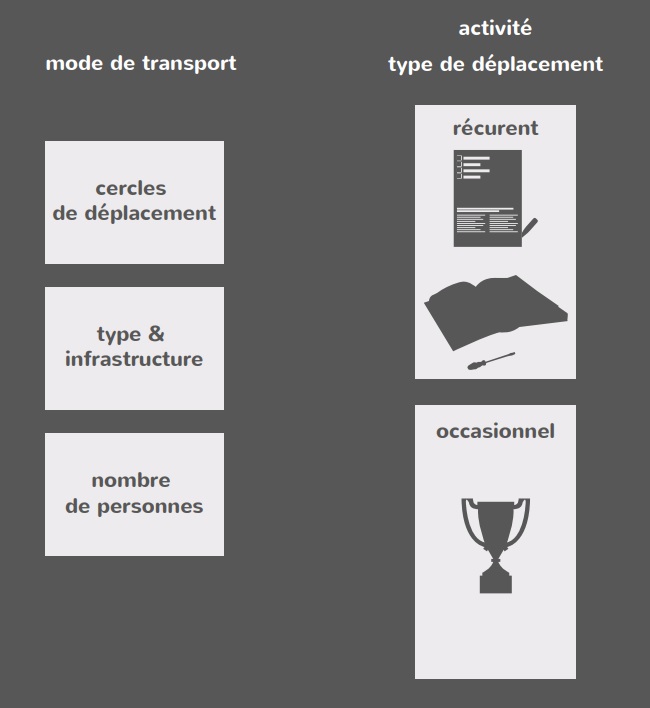 mode de transport
cercles
de déplacement
type &
infrastructure
nombre
de personnes
activité
type de déplacement
récurent
occasionnel